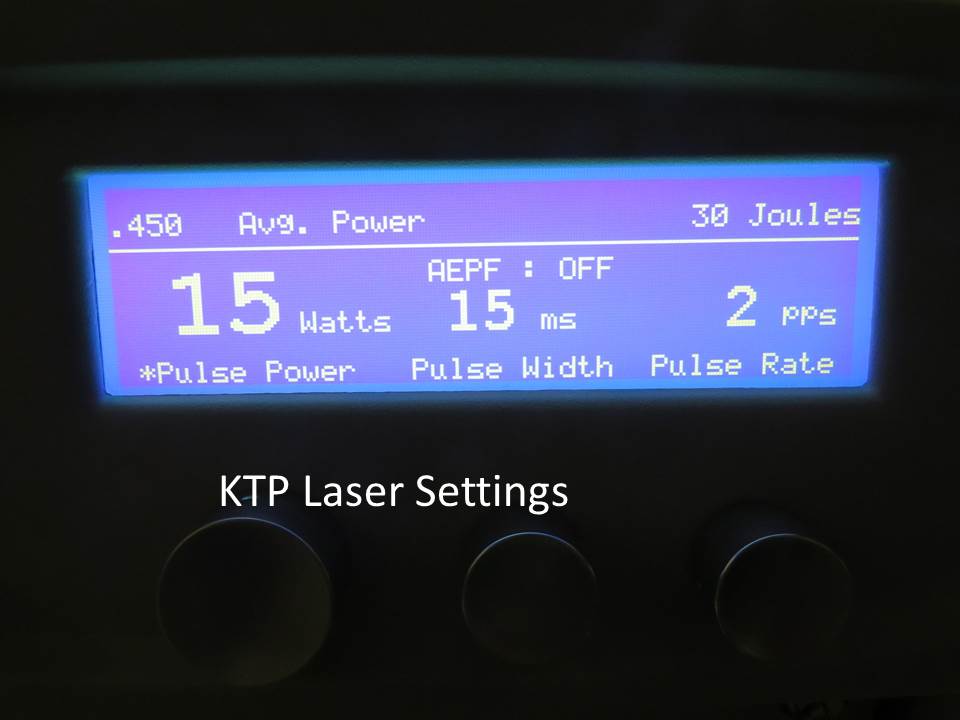 .450 Avg. Power 30 Joules
AEPF : OFF
15 Watts 15 ms 2 pps
*Pulse Power Pulse Width Pulse Rate
KTP Laser Settings